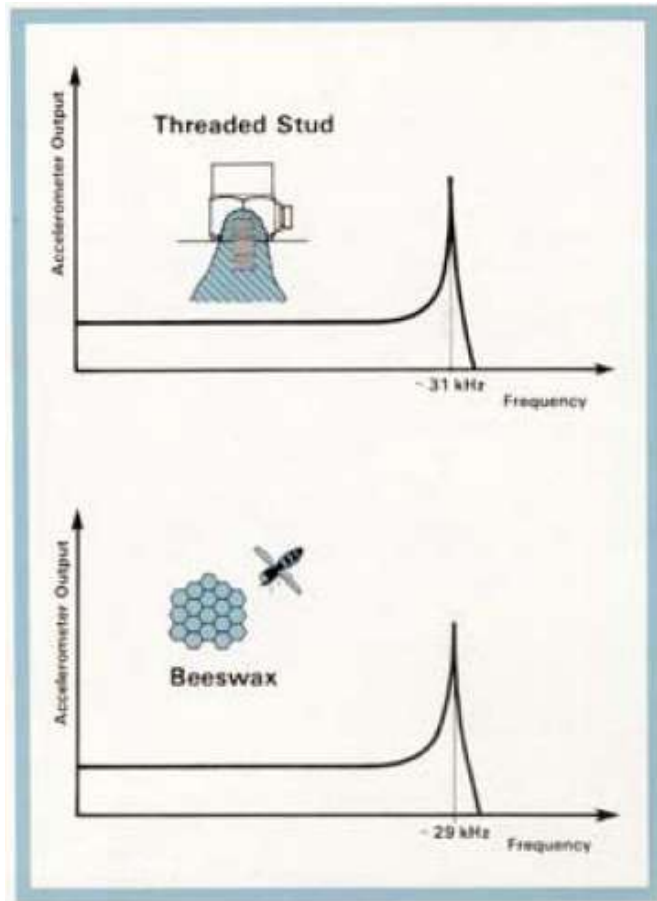 Accelerometer Output
Threaded Stud
~ 31 kHz
Frequency
Accelerometer Output
Beeswax
~ 29 kHz
Frequency